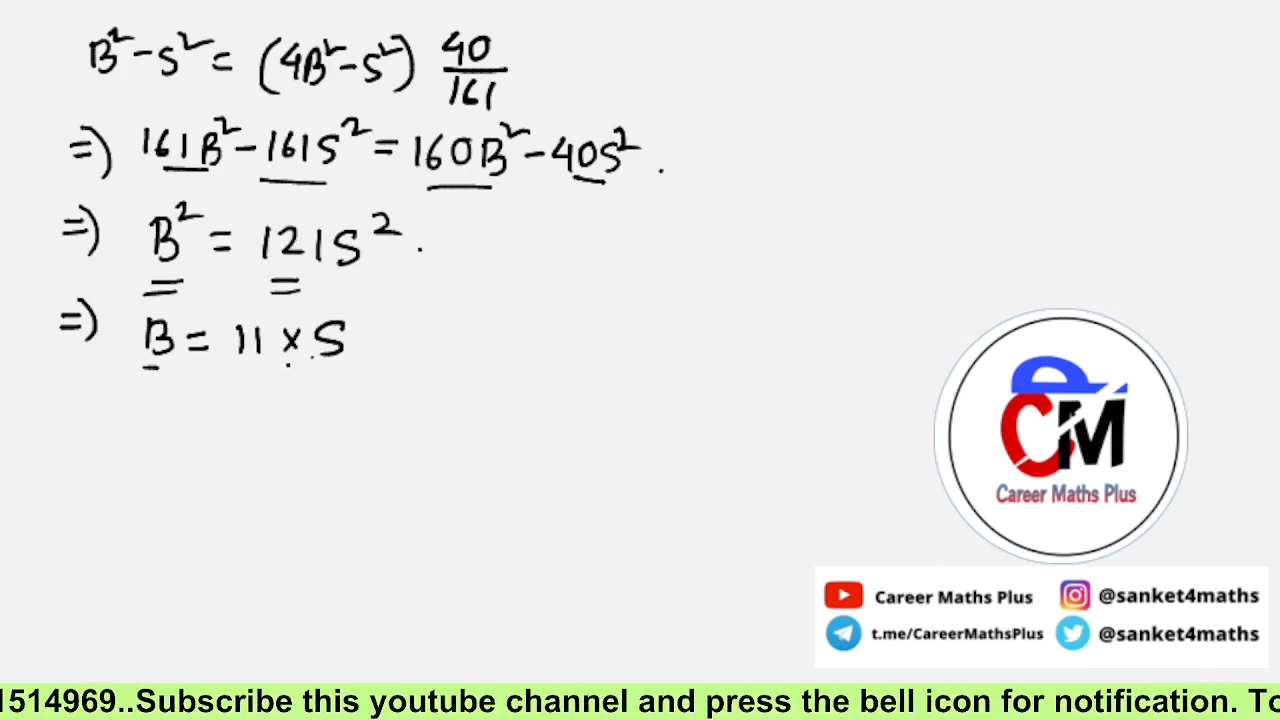 B² - S² = (4B² - S²) 40/161
⇒) 161B² - 161S² = 160B² - 40S² .
⇒) B² = 121S² .
⇒) B = 11 × S
CM
Career Maths Plus
Career Maths Plus @sanket4maths
t.me/CareerMathsPlus @sanket4maths
1514969..Subscribe this youtube channel and press the bell icon for notification. To